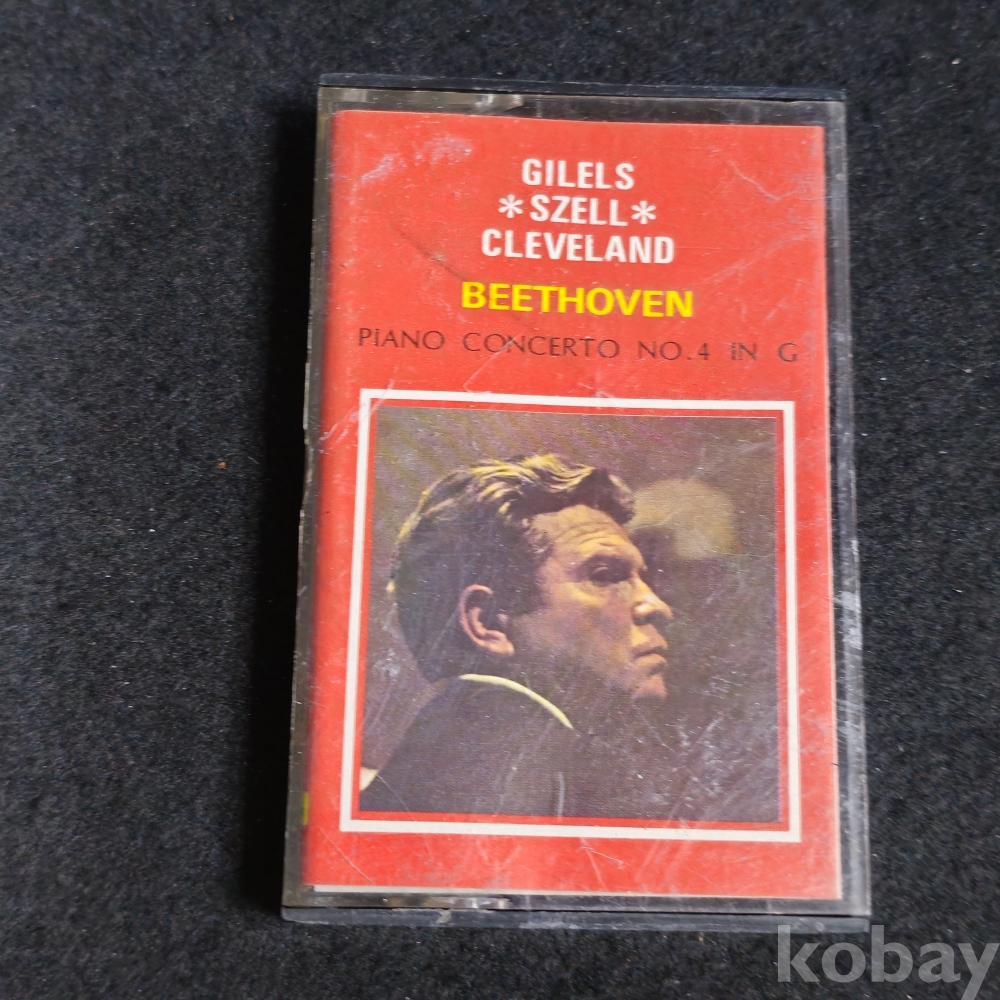 GILELS
*SZELL*
CLEVELAND
BEETHOVEN
PIANO CONCERTO NO.4 IN G
kobay